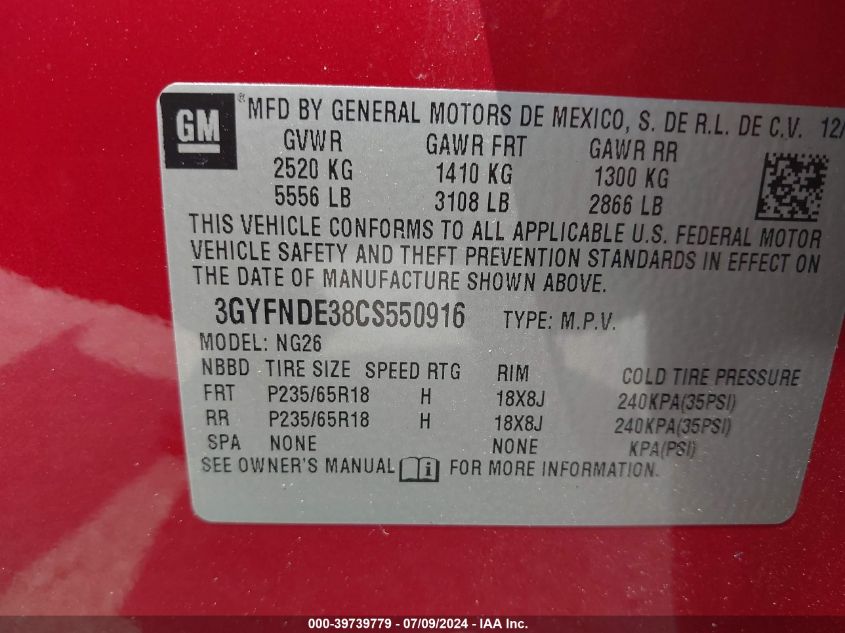 GM
® MFD BY GENERAL MOTORS DE MEXICO, S. DE R.L. DE C.V. 12/
GVWR GAWR FRT GAWR RR
2520 KG 1410 KG 1300 KG
5556 LB 3108 LB 2866 LB
THIS VEHICLE CONFORMS TO ALL APPLICABLE U.S. FEDERAL MOTOR
VEHICLE SAFETY AND THEFT PREVENTION STANDARDS IN EFFECT ON
THE DATE OF MANUFACTURE SHOWN ABOVE.
3GYFNDE38CS550916 TYPE: M.P.V.
MODEL: NG26
NBBD TIRE SIZE SPEED RTG RIM COLD TIRE PRESSURE
FRT P235/65R18 H 18X8J 240KPA(35PSI)
RR P235/65R18 H 18X8J 240KPA(35PSI)
SPA NONE NONE KPA(PSI)
SEE OWNER'S MANUAL i FOR MORE INFORMATION.
000-39739779 - 07/09/2024 - IAA Inc.